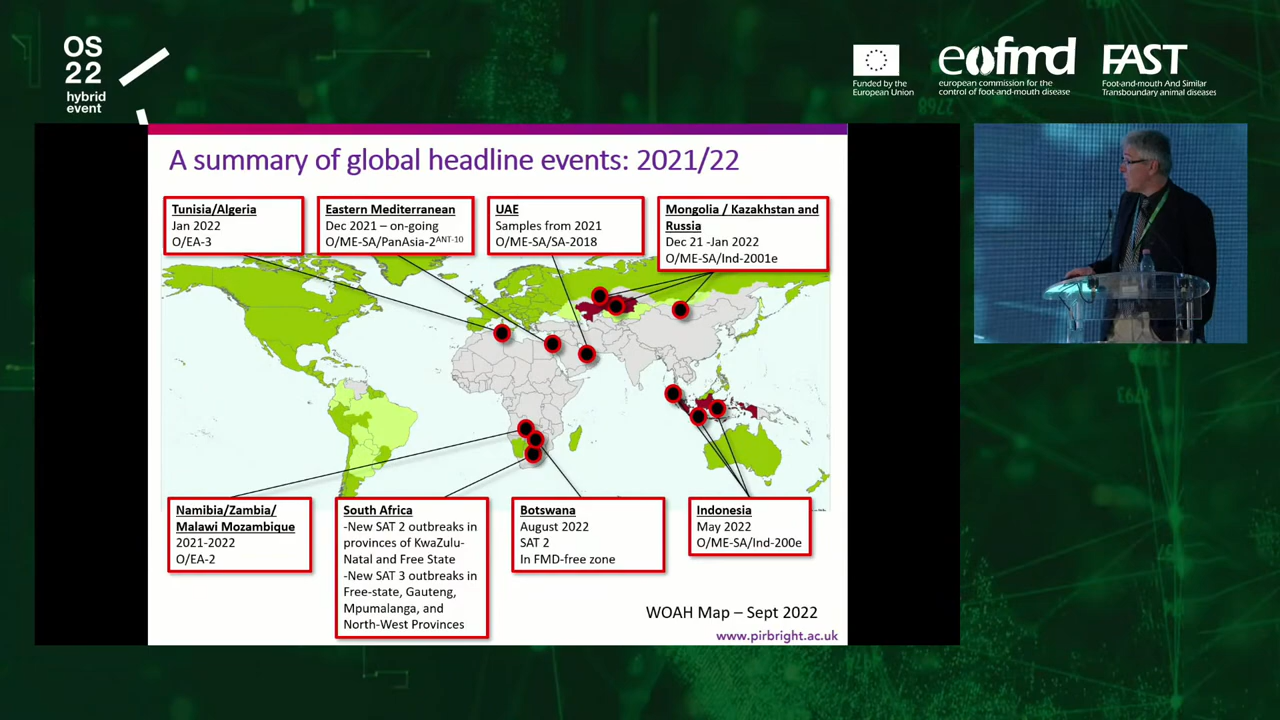 OS
22
hybrid
event
Funded by the
European Union
eofmd
european commission for the
control of foot-and-mouth disease
FAST
Foot-and-mouth And Similar
Transboundary animal diseases
A summary of global headline events: 2021/22
Tunisia/Algeria
Jan 2022
O/EA-3
Eastern Mediterranean
Dec 2021 – on-going
O/ME-SA/PanAsia-2ANT-10
UAE
Samples from 2021
O/ME-SA/SA-2018
Mongolia / Kazakhstan and
Russia
Dec 21 -Jan 2022
O/ME-SA/Ind-2001e
Namibia/Zambia/
Malawi Mozambique
2021-2022
O/EA-2
South Africa
-New SAT 2 outbreaks in
provinces of KwaZulu-
Natal and Free State
-New SAT 3 outbreaks in
Free-state, Gauteng,
Mpumalanga, and
North-West Provinces
Botswana
August 2022
SAT 2
In FMD-free zone
Indonesia
May 2022
O/ME-SA/Ind-200e
WOAH Map – Sept 2022
www.pirbright.ac.uk